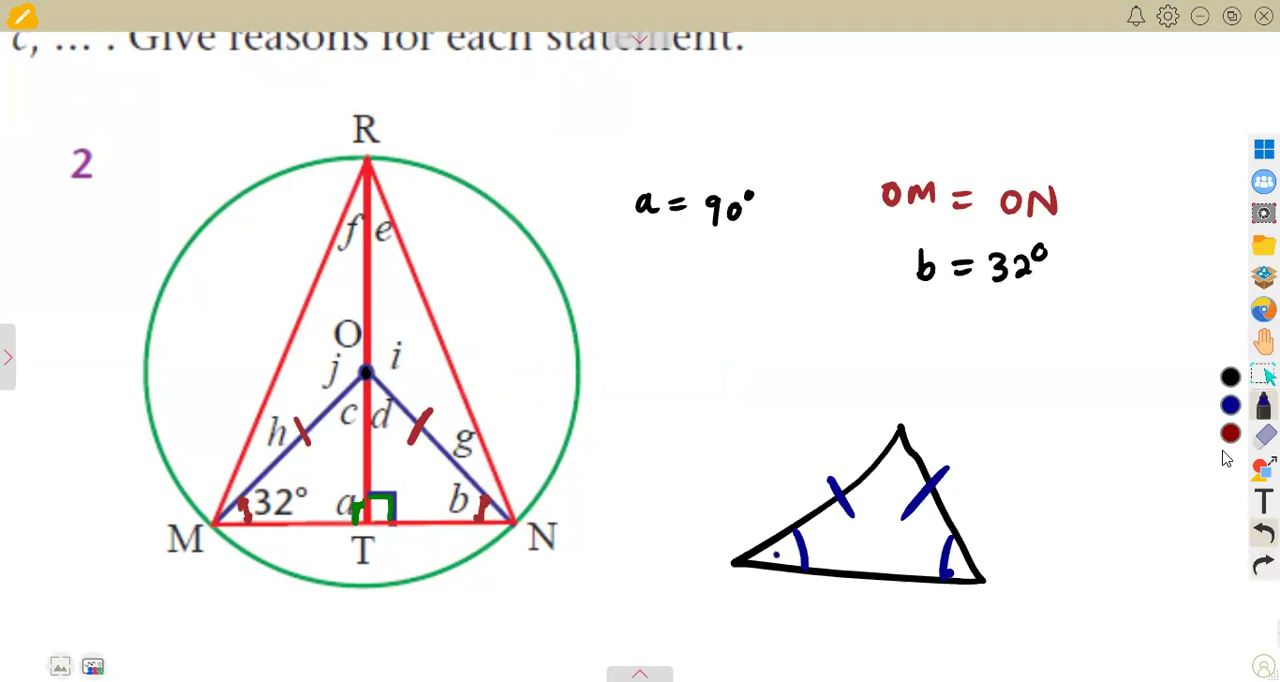 c, ... . Give reasons for each statement.
2
R
f e
O
j i
c d
h g
32° a b
M T N
a = 90°
OM = ON
b = 32°
T